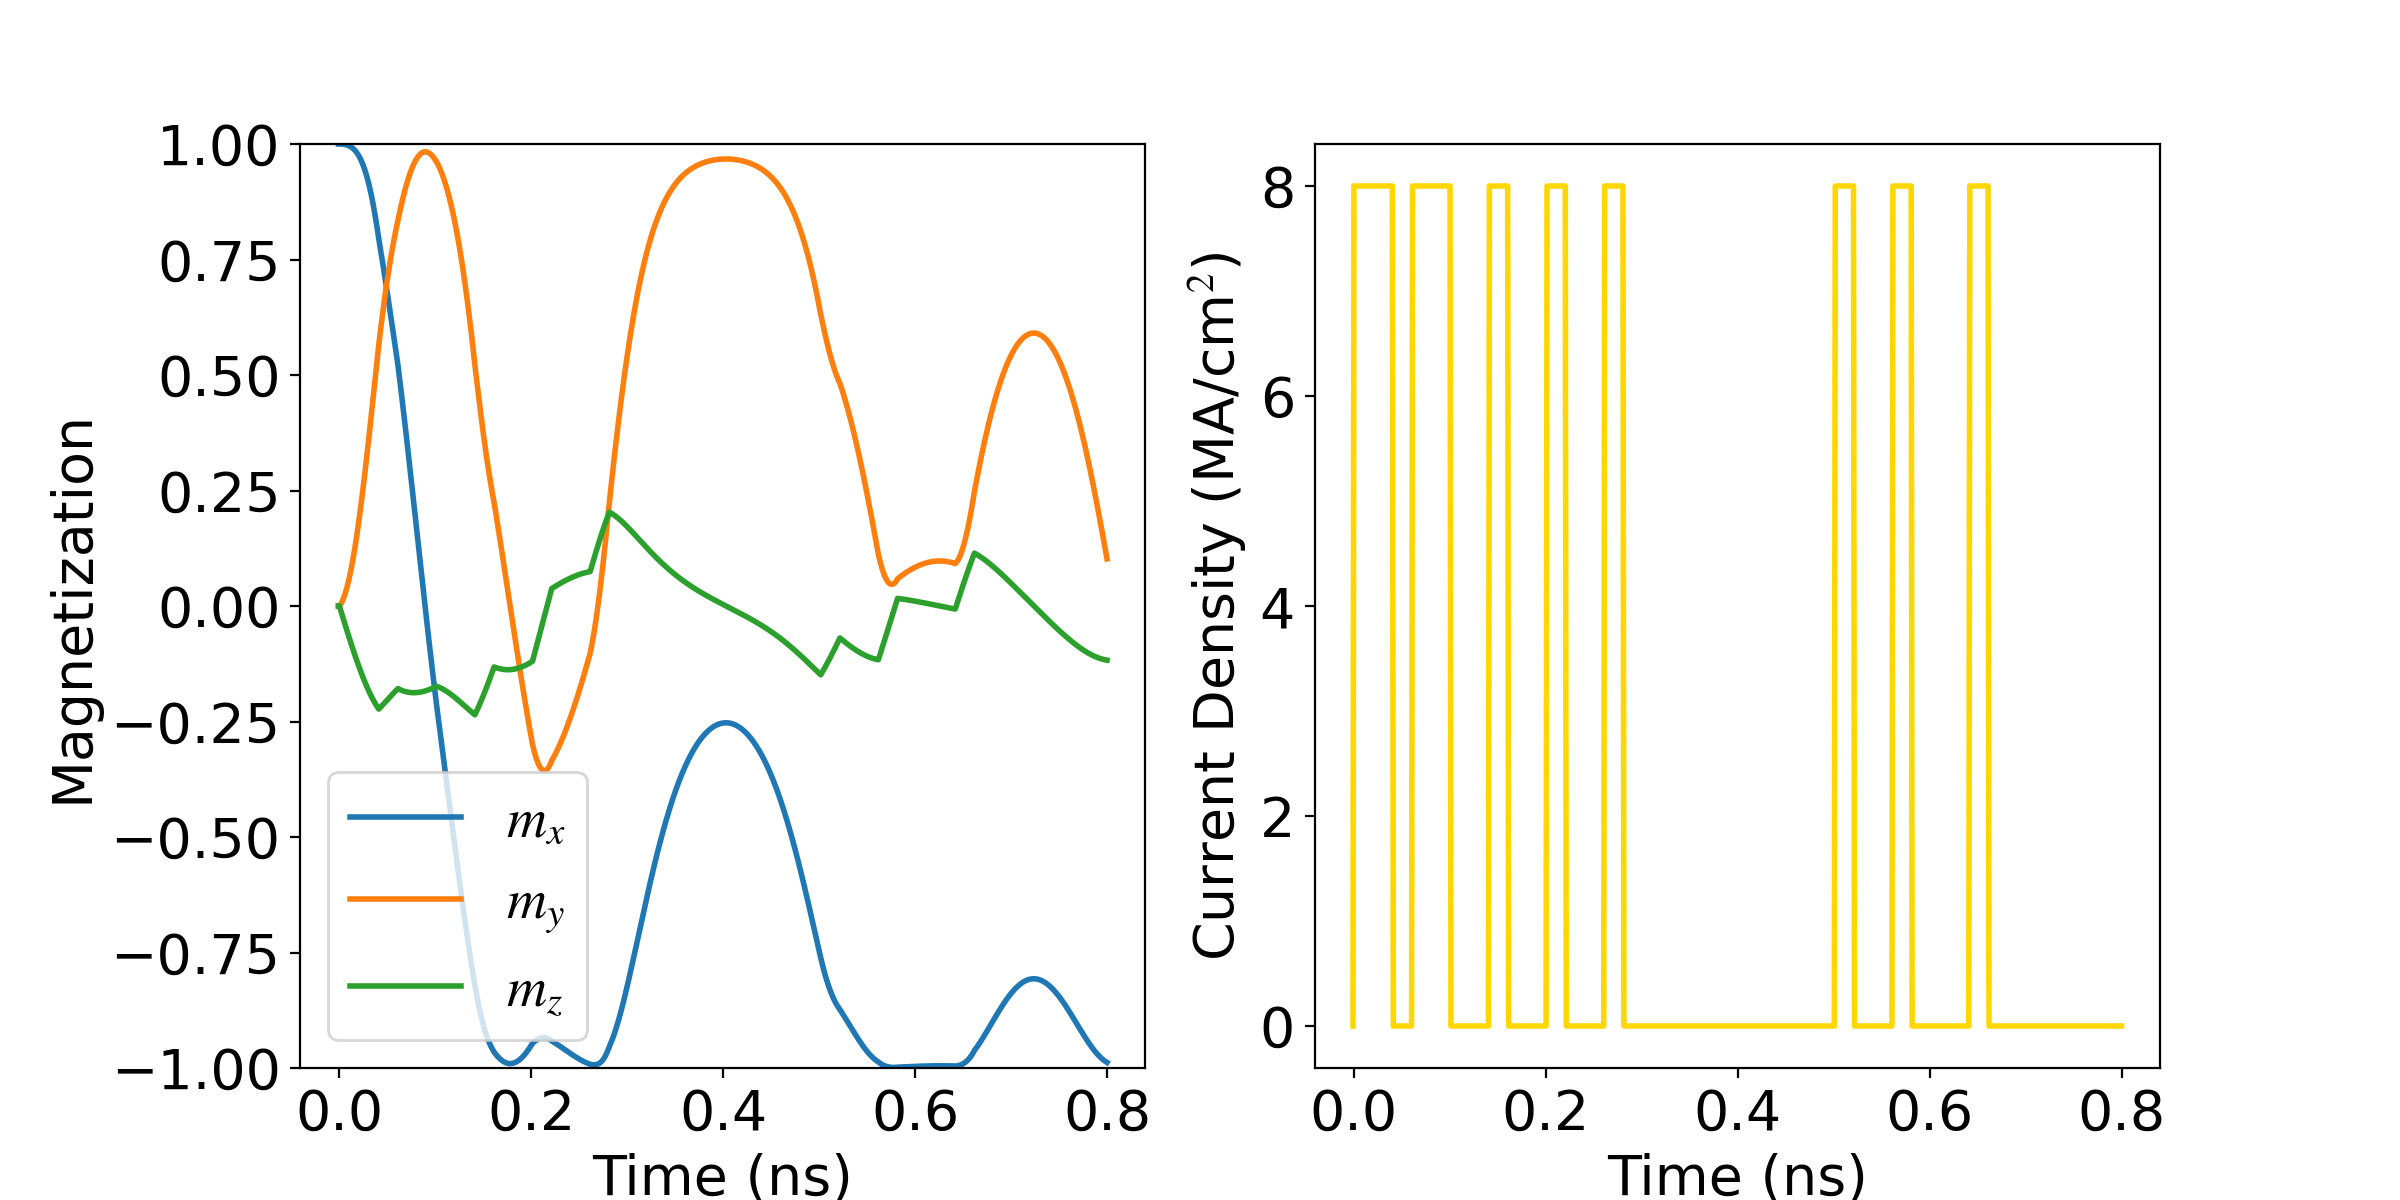 Magnetization
1.00
0.75
0.50
0.25
0.00
−0.25
−0.50
−0.75
−1.00
m_x
m_y
m_z
0.0 0.2 0.4 0.6 0.8
Time (ns)
Current Density (MA/cm²)
8
6
4
2
0
0.0 0.2 0.4 0.6 0.8
Time (ns)